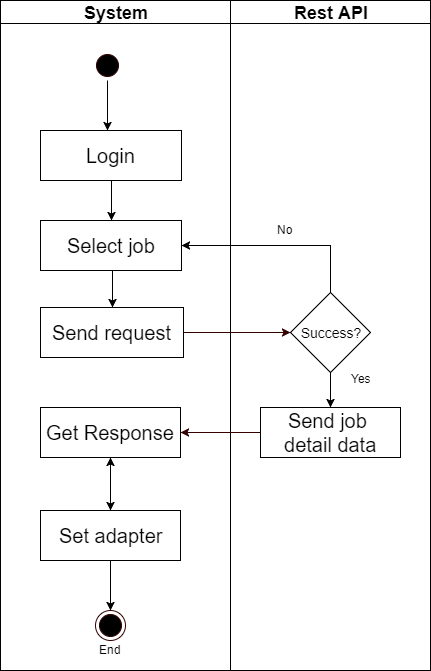 System
Rest API
Login
Select job
No
Send request
Success?
Yes
Get Response
Send job
detail data
Set adapter
End